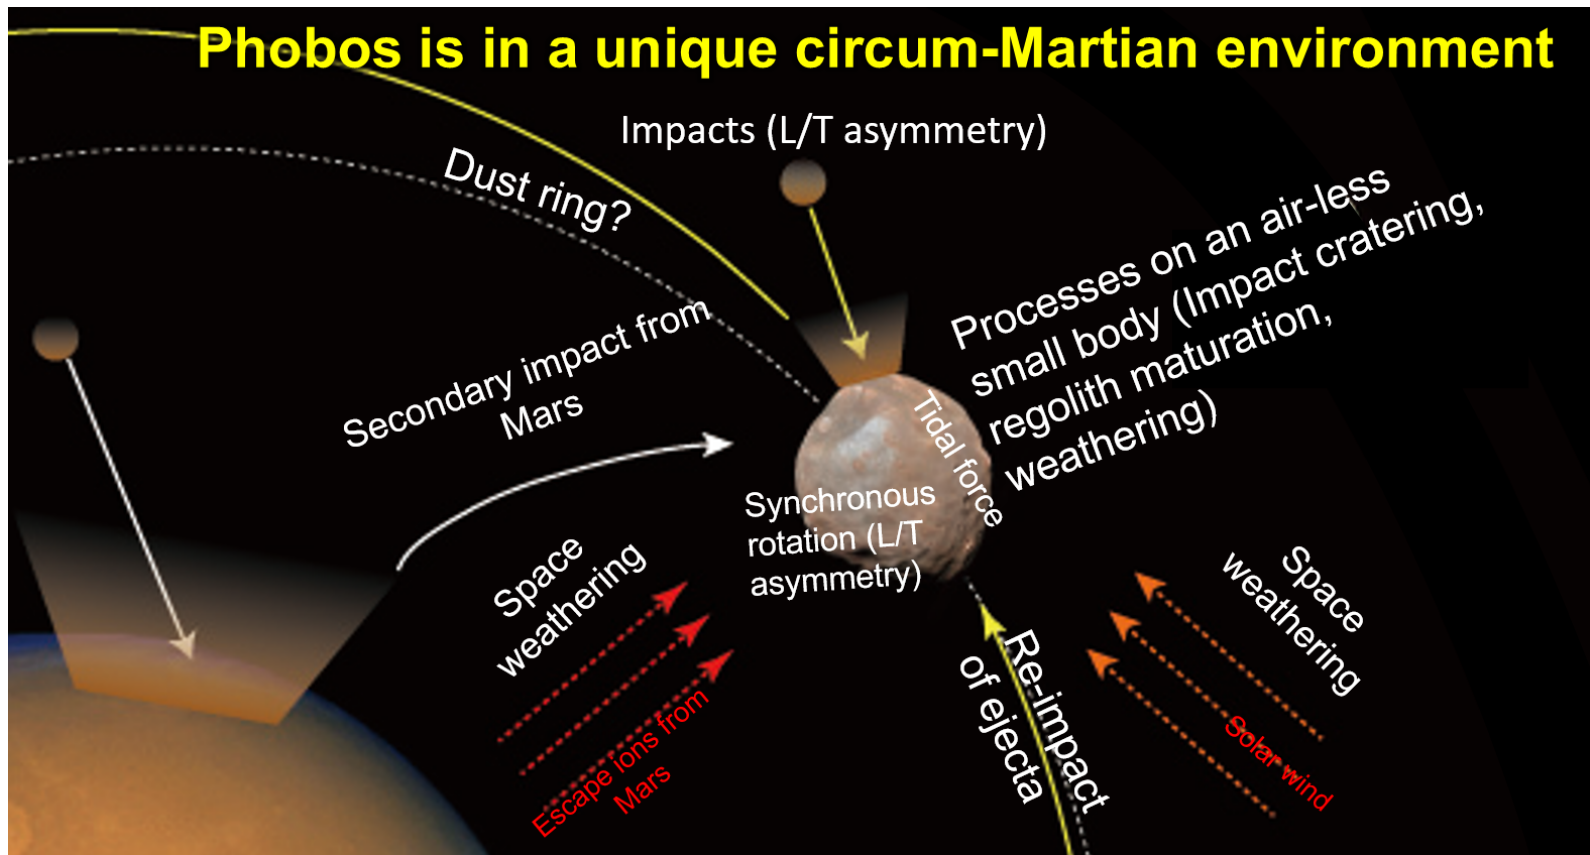 Phobos is in a unique circum-Martian environment
Impacts (L/T asymmetry)
Dust ring?
Processes on an air-less
small body (Impact cratering,
regolith maturation,
weathering)
Secondary impact from
Mars
Tidal force
Synchronous
rotation (L/T
asymmetry)
Space
weathering
Escape ions from
Mars
Re-impact
of ejecta
Space
weathering
Solar wind